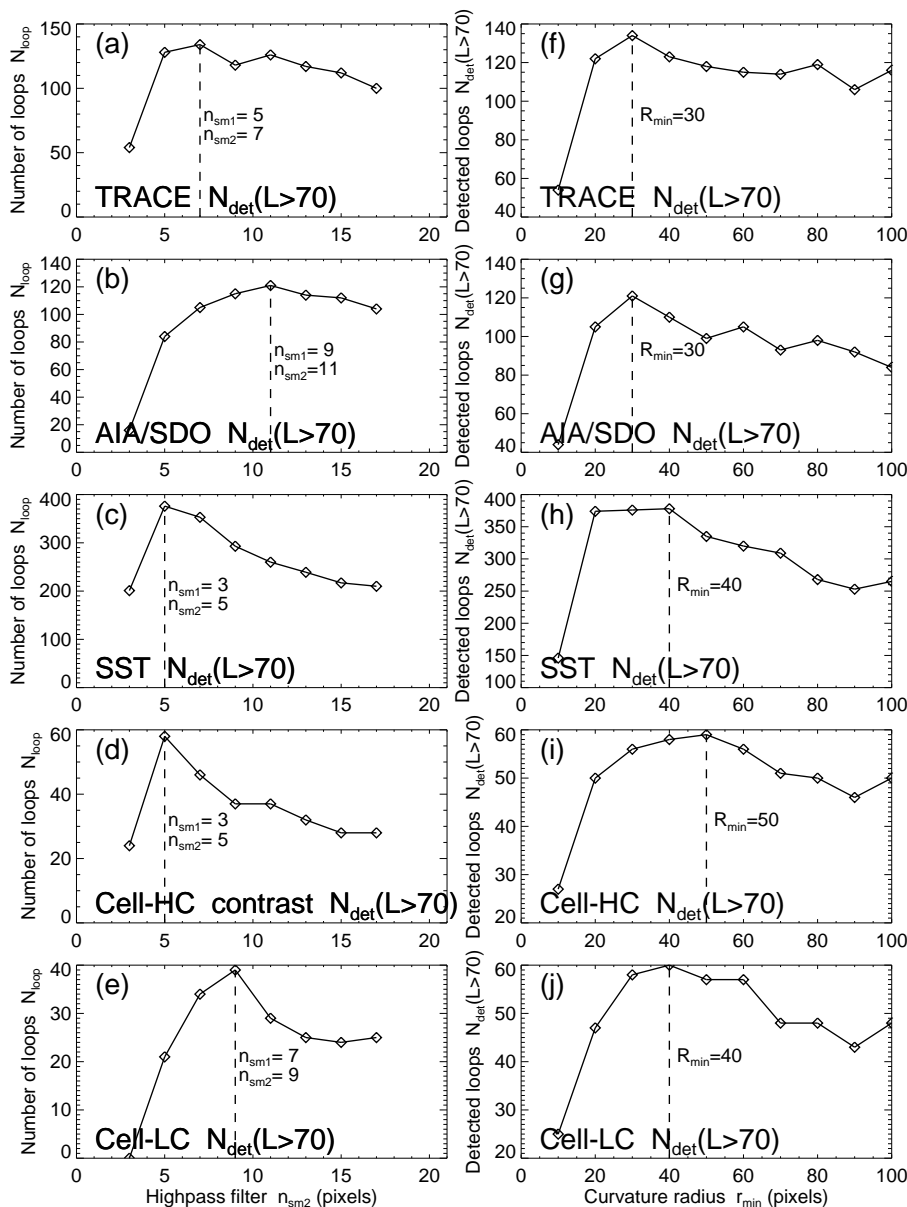 (a)
150
100
50
0
Number of loops N_loop
n_sm1= 5
n_sm2= 7
TRACE N_det(L>70)
0 5 10 15 20
(f)
140
120
100
80
60
40
Detected loops N_det(L>70)
R_min=30
TRACE N_det(L>70)
0 20 40 60 80 100
(b)
140
120
100
80
60
40
20
0
Number of loops N_loop
n_sm1= 9
n_sm2=11
AIA/SDO N_det(L>70)
0 5 10 15 20
(g)
140
120
100
80
60
40
Detected loops N_det(L>70)
R_min=30
AIA/SDO N_det(L>70)
0 20 40 60 80 100
(c)
400
300
200
100
0
Number of loops N_loop
n_sm1= 3
n_sm2= 5
SST N_det(L>70)
0 5 10 15 20
(h)
400
350
300
250
200
150
100
Detected loops N_det(L>70)
R_min=40
SST N_det(L>70)
0 20 40 60 80 100
(d)
60
40
20
0
Number of loops N_loop
n_sm1= 3
n_sm2= 5
Cell-HC contrast N_det(L>70)
0 5 10 15 20
(i)
60
50
40
30
20
Detected loops N_det(L>70)
R_min=50
Cell-HC N_det(L>70)
0 20 40 60 80 100
(e)
40
30
20
10
0
Number of loops N_loop
n_sm1= 7
n_sm2= 9
Cell-LC N_det(L>70)
0 5 10 15 20
Highpass filter n_sm2 (pixels)
(j)
60
50
40
30
20
Detected loops N_det(L>70)
R_min=40
Cell-LC N_det(L>70)
0 20 40 60 80 100
Curvature radius r_min (pixels)